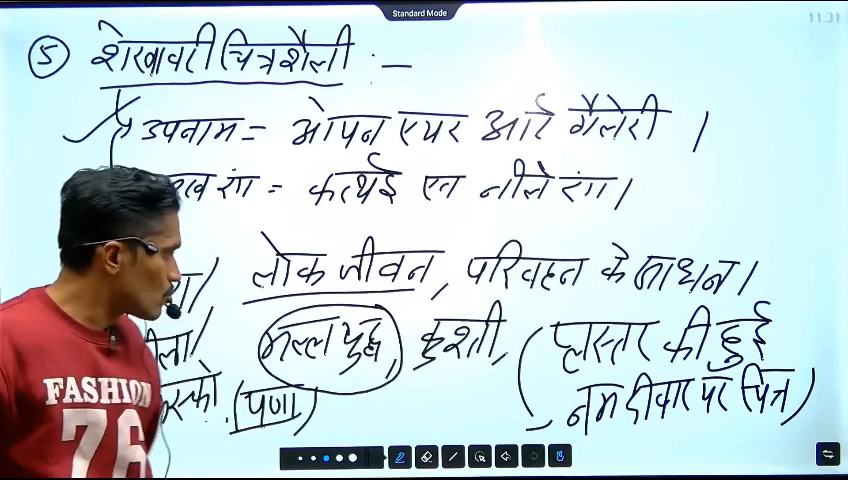 Standard Mode
11:31
⑤ शेखावटी चित्रशैली :—
उपनाम = ओपन एयर आर्ट गैलेरी ।
रंग = कत्थई एव नीले रंग।
लोक जीवन, परिवहन के साधन।
मल्लयुद्ध, कुश्ती, (प्लास्तर की हुई
(पणा) नम दीवार पर चित्र)
FASHION
76